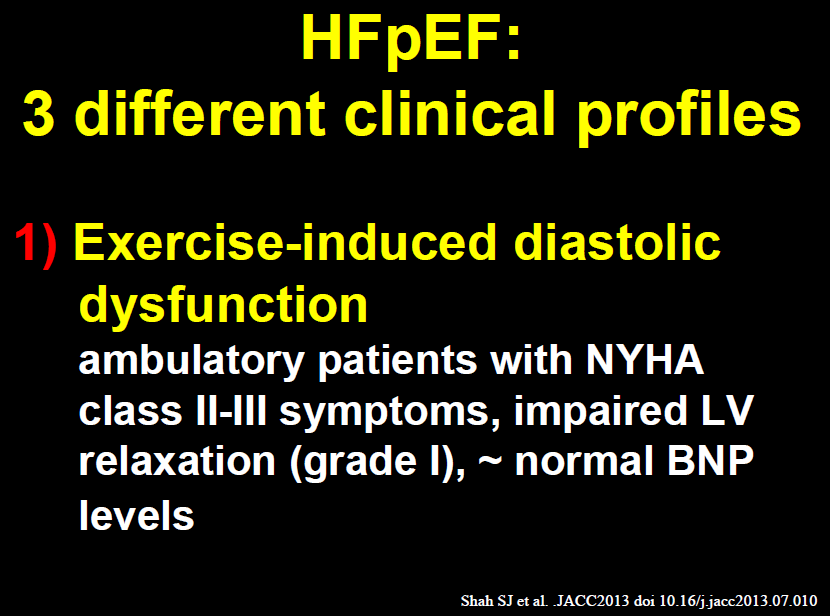 HFpEF:
3 different clinical profiles
1) Exercise-induced diastolic
dysfunction
ambulatory patients with NYHA
class II-III symptoms, impaired LV
relaxation (grade I), ~ normal BNP
levels
Shah SJ et al. .JACC2013 doi 10.16/j.jacc2013.07.010